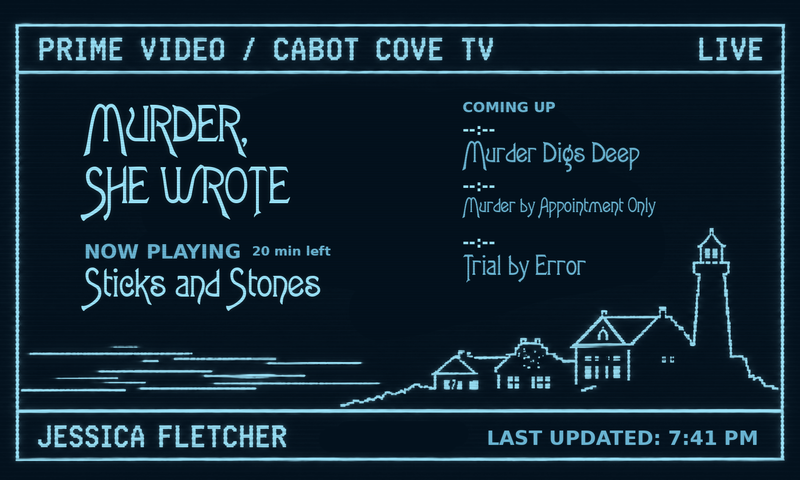 PRIME VIDEO / CABOT COVE TV
LIVE
MURDER,
SHE WROTE
NOW PLAYING 20 min left
Sticks and Stones
COMING UP
--:--
Murder Digs Deep
--:--
Murder by Appointment Only
--:--
Trial by Error
JESSICA FLETCHER
LAST UPDATED: 7:41 PM